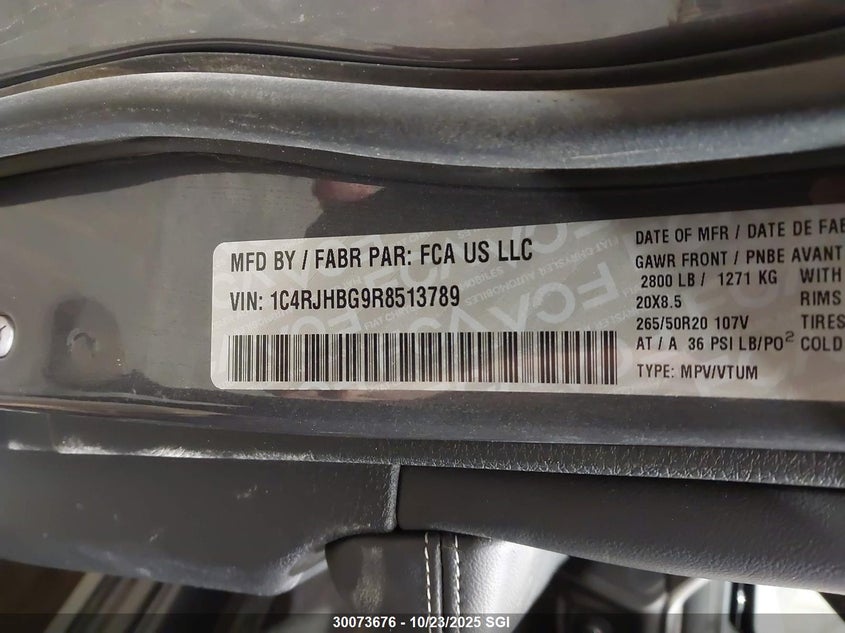 MFD BY / FABR PAR: FCA US LLC
VIN: 1C4RJHBG9R8513789
DATE OF MFR / DATE DE FAB
GAWR FRONT / PNBE AVANT
2800 LB / 1271 KG WITH
20X8.5 RIMS
265/50R20 107V TIRES
AT / A 36 PSI LB/PO² COLD
TYPE: MPV/VTUM
30073676 - 10/23/2025 SGI